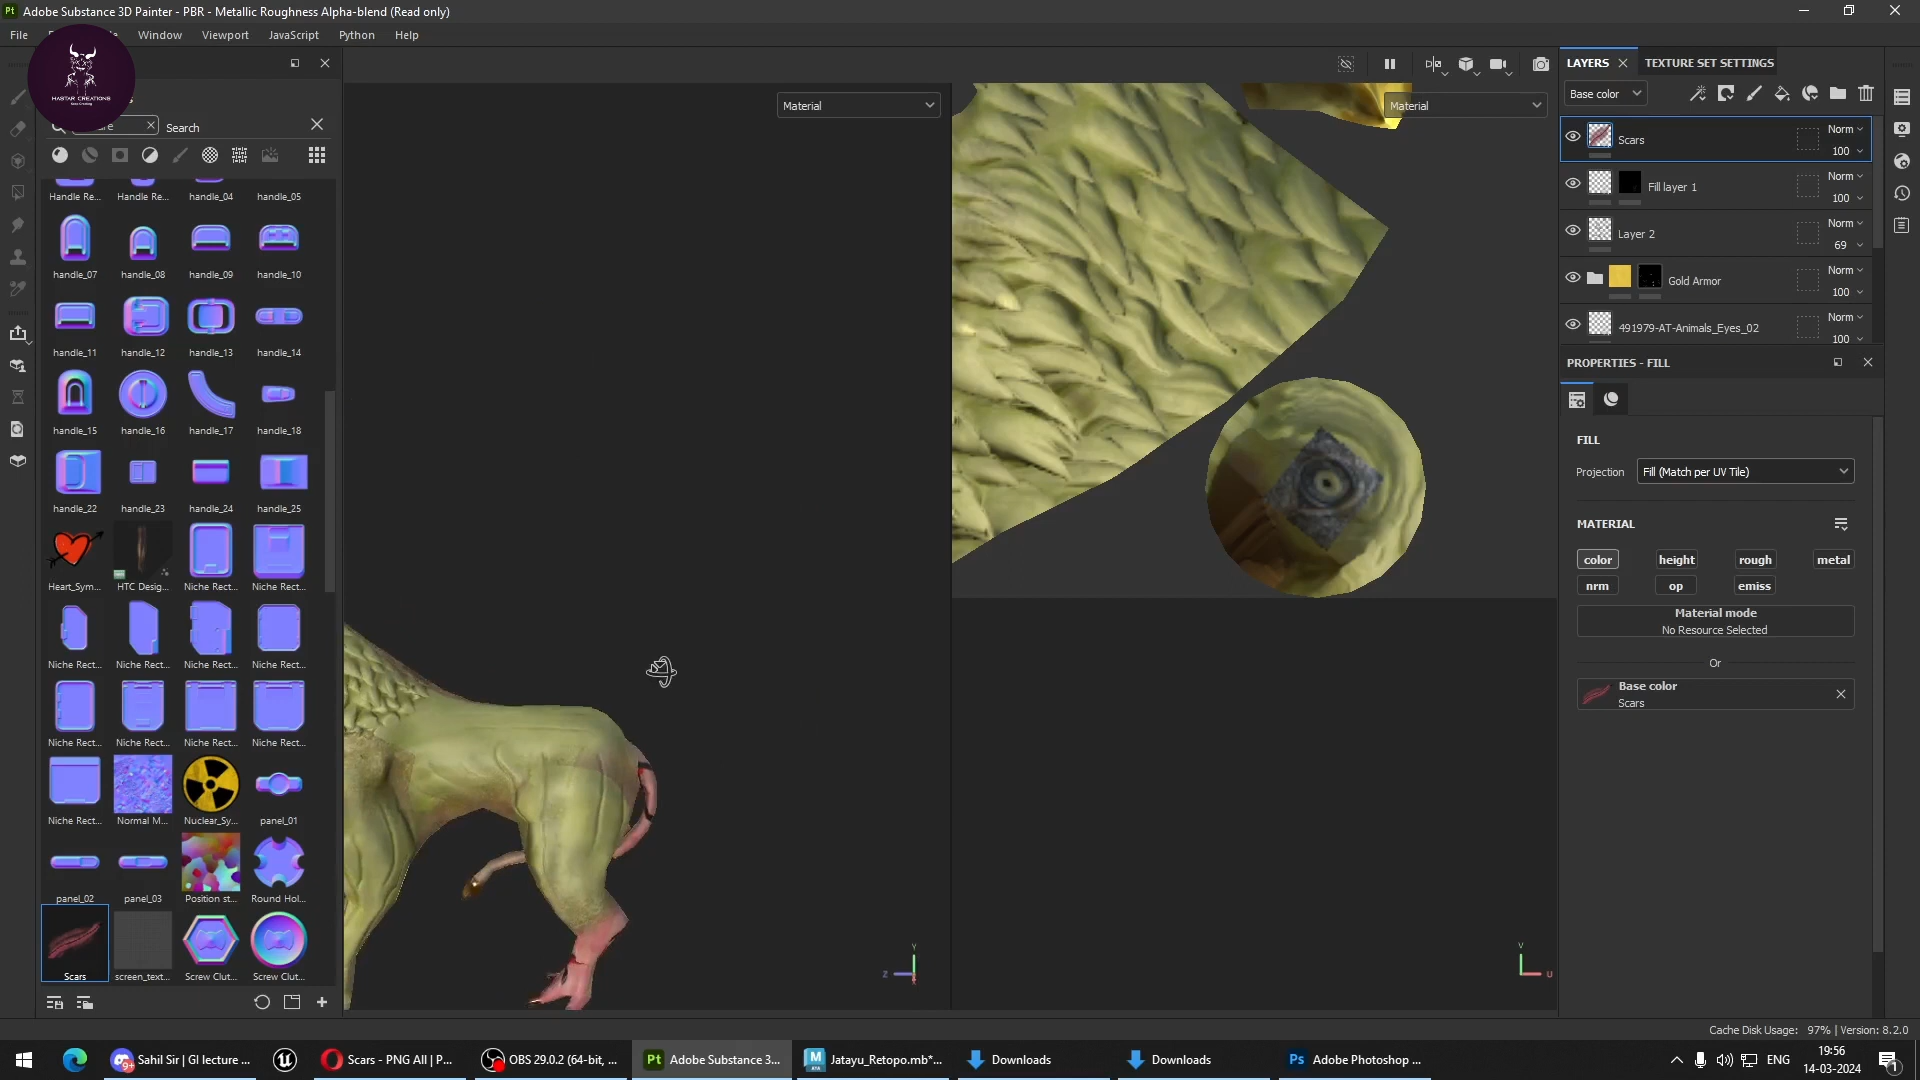 Adobe Substance 3D Painter - PBR - Metallic Roughness Alpha-blend (Read only)
File Window Viewport JavaScript Python Help
HASTAR CREATIONS
Search
Material
Material
LAYERS TEXTURE SET SETTINGS
Base color
Scars Norm 100
Fill layer 1 Norm 100
Layer 2 Norm 69
Gold Armor Norm 100
491979-AT-Animals_Eyes_02 Norm 100
PROPERTIES - FILL
FILL
Projection Fill (Match per UV Tile)
MATERIAL
color height rough metal
nrm op emiss
Material mode
No Resource Selected
Or
Base color
Scars
Handle Re... Handle Re... handle_04 handle_05
handle_07 handle_08 handle_09 handle_10
handle_11 handle_12 handle_13 handle_14
handle_15 handle_16 handle_17 handle_18
handle_22 handle_23 handle_24 handle_25
Heart_Sym... HTC Desig... Niche Rect... Niche Rect...
Niche Rect... Niche Rect... Niche Rect... Niche Rect...
Niche Rect... Niche Rect... Niche Rect... Niche Rect...
Niche Rect... Normal M... Nuclear_Sy... panel_01
panel_02 panel_03 Position st... Round Hol...
Scars screen_text... Screw Clut... Screw Clut...
Y Z
V U
Cache Disk Usage: 97% | Version: 8.2.0
Sahil Sir | GI lecture ... Scars - PNG All | P... OBS 29.0.2 (64-bit, ... Adobe Substance 3... Jatayu_Retopo.mb*... Downloads Downloads Adobe Photoshop ... ENG
19:56
14-03-2024